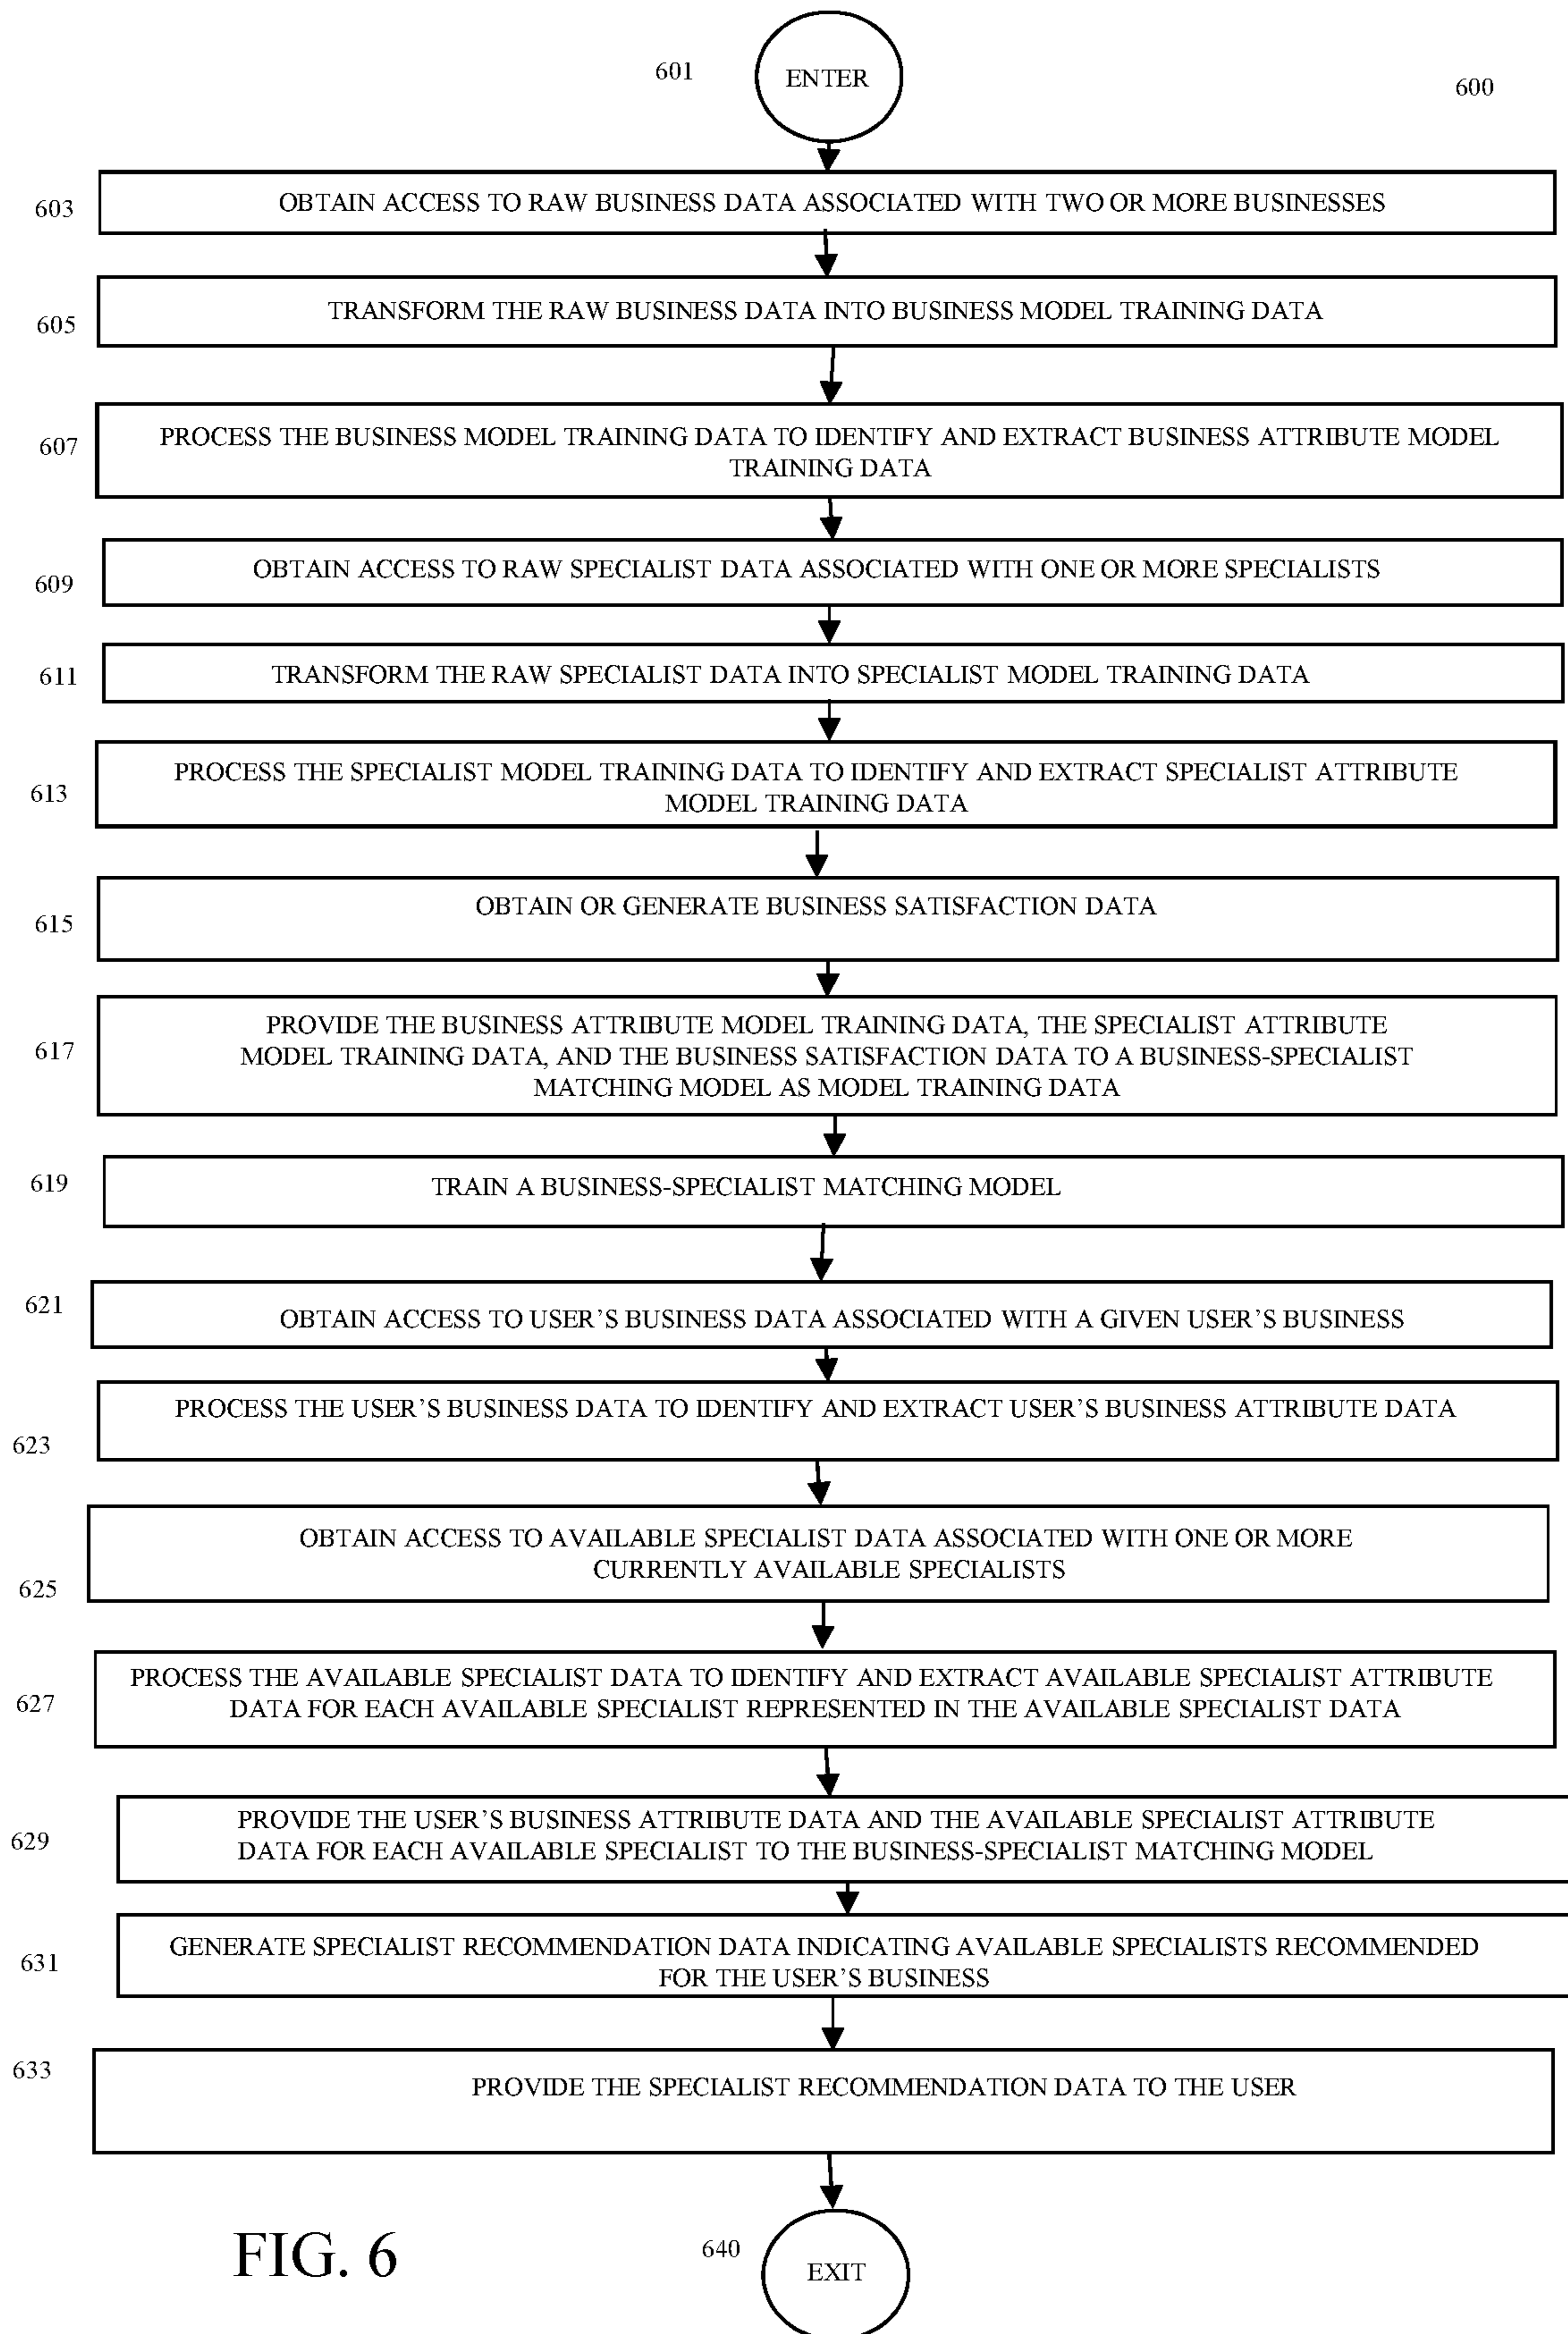 601
ENTER
600
603
OBTAIN ACCESS TO RAW BUSINESS DATA ASSOCIATED WITH TWO OR MORE BUSINESSES
605
TRANSFORM THE RAW BUSINESS DATA INTO BUSINESS MODEL TRAINING DATA
607
PROCESS THE BUSINESS MODEL TRAINING DATA TO IDENTIFY AND EXTRACT BUSINESS ATTRIBUTE MODEL
TRAINING DATA
609
OBTAIN ACCESS TO RAW SPECIALIST DATA ASSOCIATED WITH ONE OR MORE SPECIALISTS
611
TRANSFORM THE RAW SPECIALIST DATA INTO SPECIALIST MODEL TRAINING DATA
613
PROCESS THE SPECIALIST MODEL TRAINING DATA TO IDENTIFY AND EXTRACT SPECIALIST ATTRIBUTE
MODEL TRAINING DATA
615
OBTAIN OR GENERATE BUSINESS SATISFACTION DATA
617
PROVIDE THE BUSINESS ATTRIBUTE MODEL TRAINING DATA, THE SPECIALIST ATTRIBUTE
MODEL TRAINING DATA, AND THE BUSINESS SATISFACTION DATA TO A BUSINESS-SPECIALIST
MATCHING MODEL AS MODEL TRAINING DATA
619
TRAIN A BUSINESS-SPECIALIST MATCHING MODEL
621
OBTAIN ACCESS TO USER'S BUSINESS DATA ASSOCIATED WITH A GIVEN USER'S BUSINESS
623
PROCESS THE USER'S BUSINESS DATA TO IDENTIFY AND EXTRACT USER'S BUSINESS ATTRIBUTE DATA
625
OBTAIN ACCESS TO AVAILABLE SPECIALIST DATA ASSOCIATED WITH ONE OR MORE
CURRENTLY AVAILABLE SPECIALISTS
627
PROCESS THE AVAILABLE SPECIALIST DATA TO IDENTIFY AND EXTRACT AVAILABLE SPECIALIST ATTRIBUTE
DATA FOR EACH AVAILABLE SPECIALIST REPRESENTED IN THE AVAILABLE SPECIALIST DATA
629
PROVIDE THE USER'S BUSINESS ATTRIBUTE DATA AND THE AVAILABLE SPECIALIST ATTRIBUTE
DATA FOR EACH AVAILABLE SPECIALIST TO THE BUSINESS-SPECIALIST MATCHING MODEL
631
GENERATE SPECIALIST RECOMMENDATION DATA INDICATING AVAILABLE SPECIALISTS RECOMMENDED
FOR THE USER'S BUSINESS
633
PROVIDE THE SPECIALIST RECOMMENDATION DATA TO THE USER
FIG. 6
640
EXIT